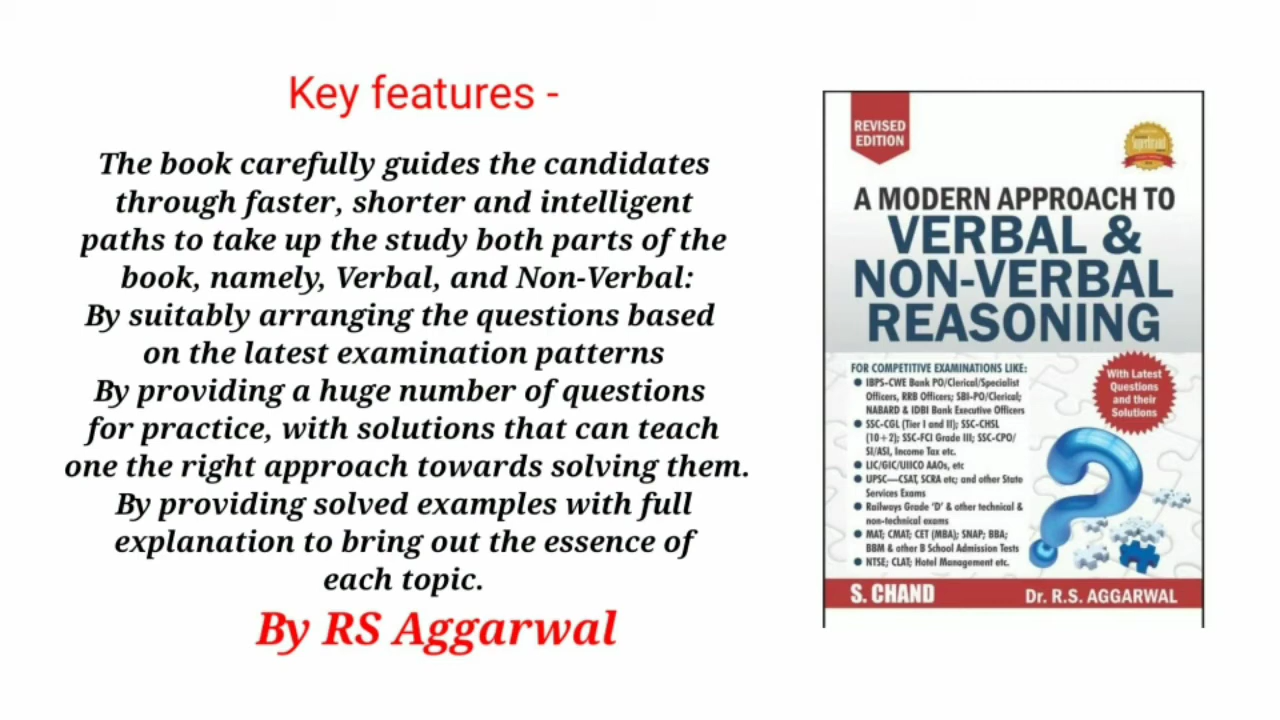 Key features -
The book carefully guides the candidates
through faster, shorter and intelligent
paths to take up the study both parts of the
book, namely, Verbal, and Non-Verbal:
By suitably arranging the questions based
on the latest examination patterns
By providing a huge number of questions
for practice, with solutions that can teach
one the right approach towards solving them.
By providing solved examples with full
explanation to bring out the essence of
each topic.
By RS Aggarwal
REVISED
EDITION
A MODERN APPROACH TO
VERBAL &
NON-VERBAL
REASONING
FOR COMPETITIVE EXAMINATIONS LIKE:
● IBPS-CWE Bank PO/Clerical/Specialist
Officers, RRB Officers; SBI-PO/Clerical;
NABARD & IDBI Bank Executive Officers
● SSC-CGL (Tier I and II); SSC-CHSL
(10+2); SSC-FCI Grade III; SSC-CPO/
SI/ASI, Income Tax etc.
● LIC/GIC/UIICO AAOs, etc
● UPSC—CSAT, SCRA etc; and other State
Services Exams
● Railways Grade 'D' & other technical &
non-technical exams
● MAT; CMAT; CET (MBA); SNAP; BBA;
BBM & other B School Admission Tests
● NTSE; CLAT; Hotel Management etc.
With Latest
Questions
and their
Solutions
S. CHAND
Dr. R.S. AGGARWAL